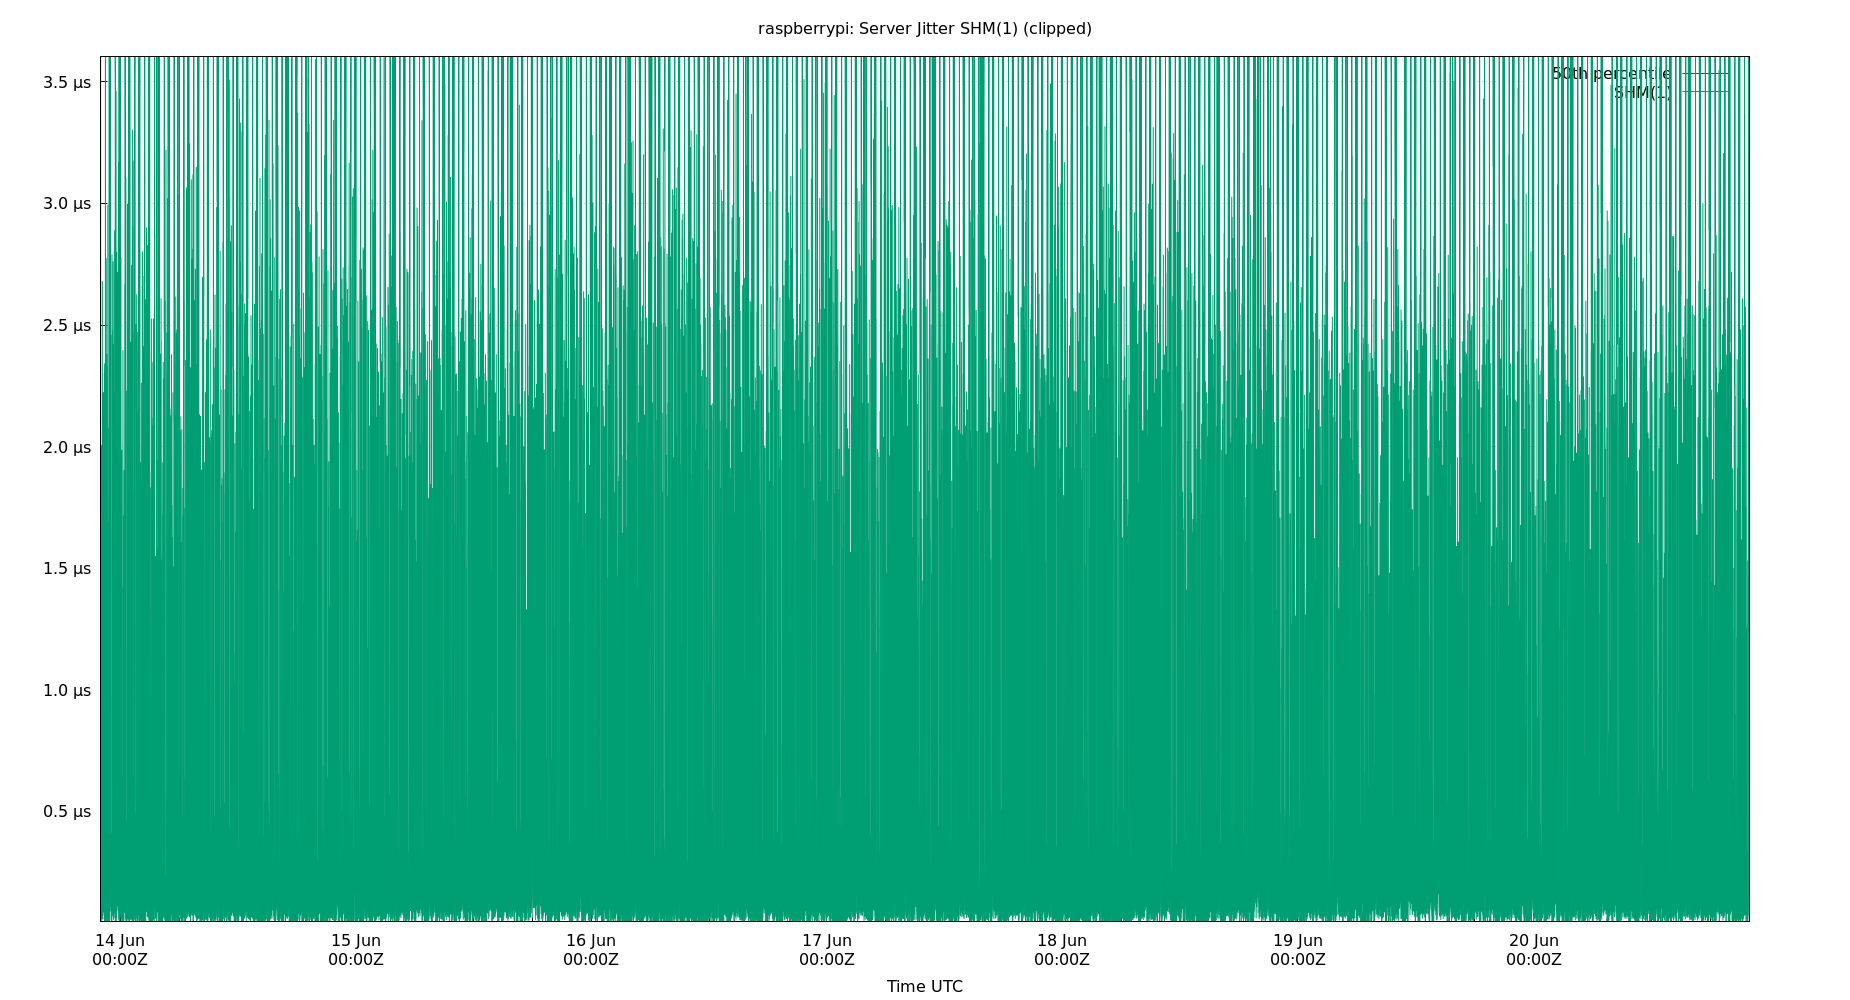 raspberrypi: Server Jitter SHM(1) (clipped)
50th percentile
SHM(1)
3.5 µs
3.0 µs
2.5 µs
2.0 µs
1.5 µs
1.0 µs
0.5 µs
14 Jun 15 Jun 16 Jun 17 Jun 18 Jun 19 Jun 20 Jun
00:00Z 00:00Z 00:00Z 00:00Z 00:00Z 00:00Z 00:00Z
Time UTC